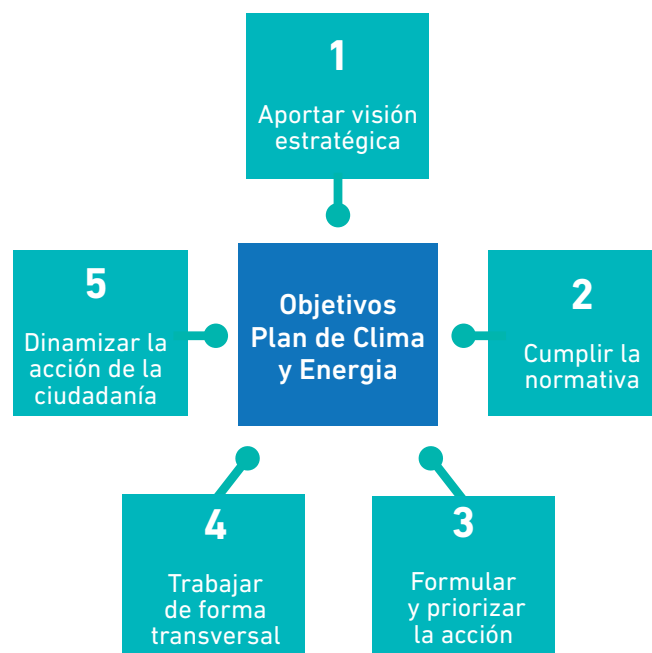 1
Aportar visión
estratégica
5
Dinamizar la
acción de la
ciudadanía
Objetivos
Plan de Clima
y Energia
2
Cumplir la
normativa
4
Trabajar
de forma
transversal
3
Formular
y priorizar
la acción